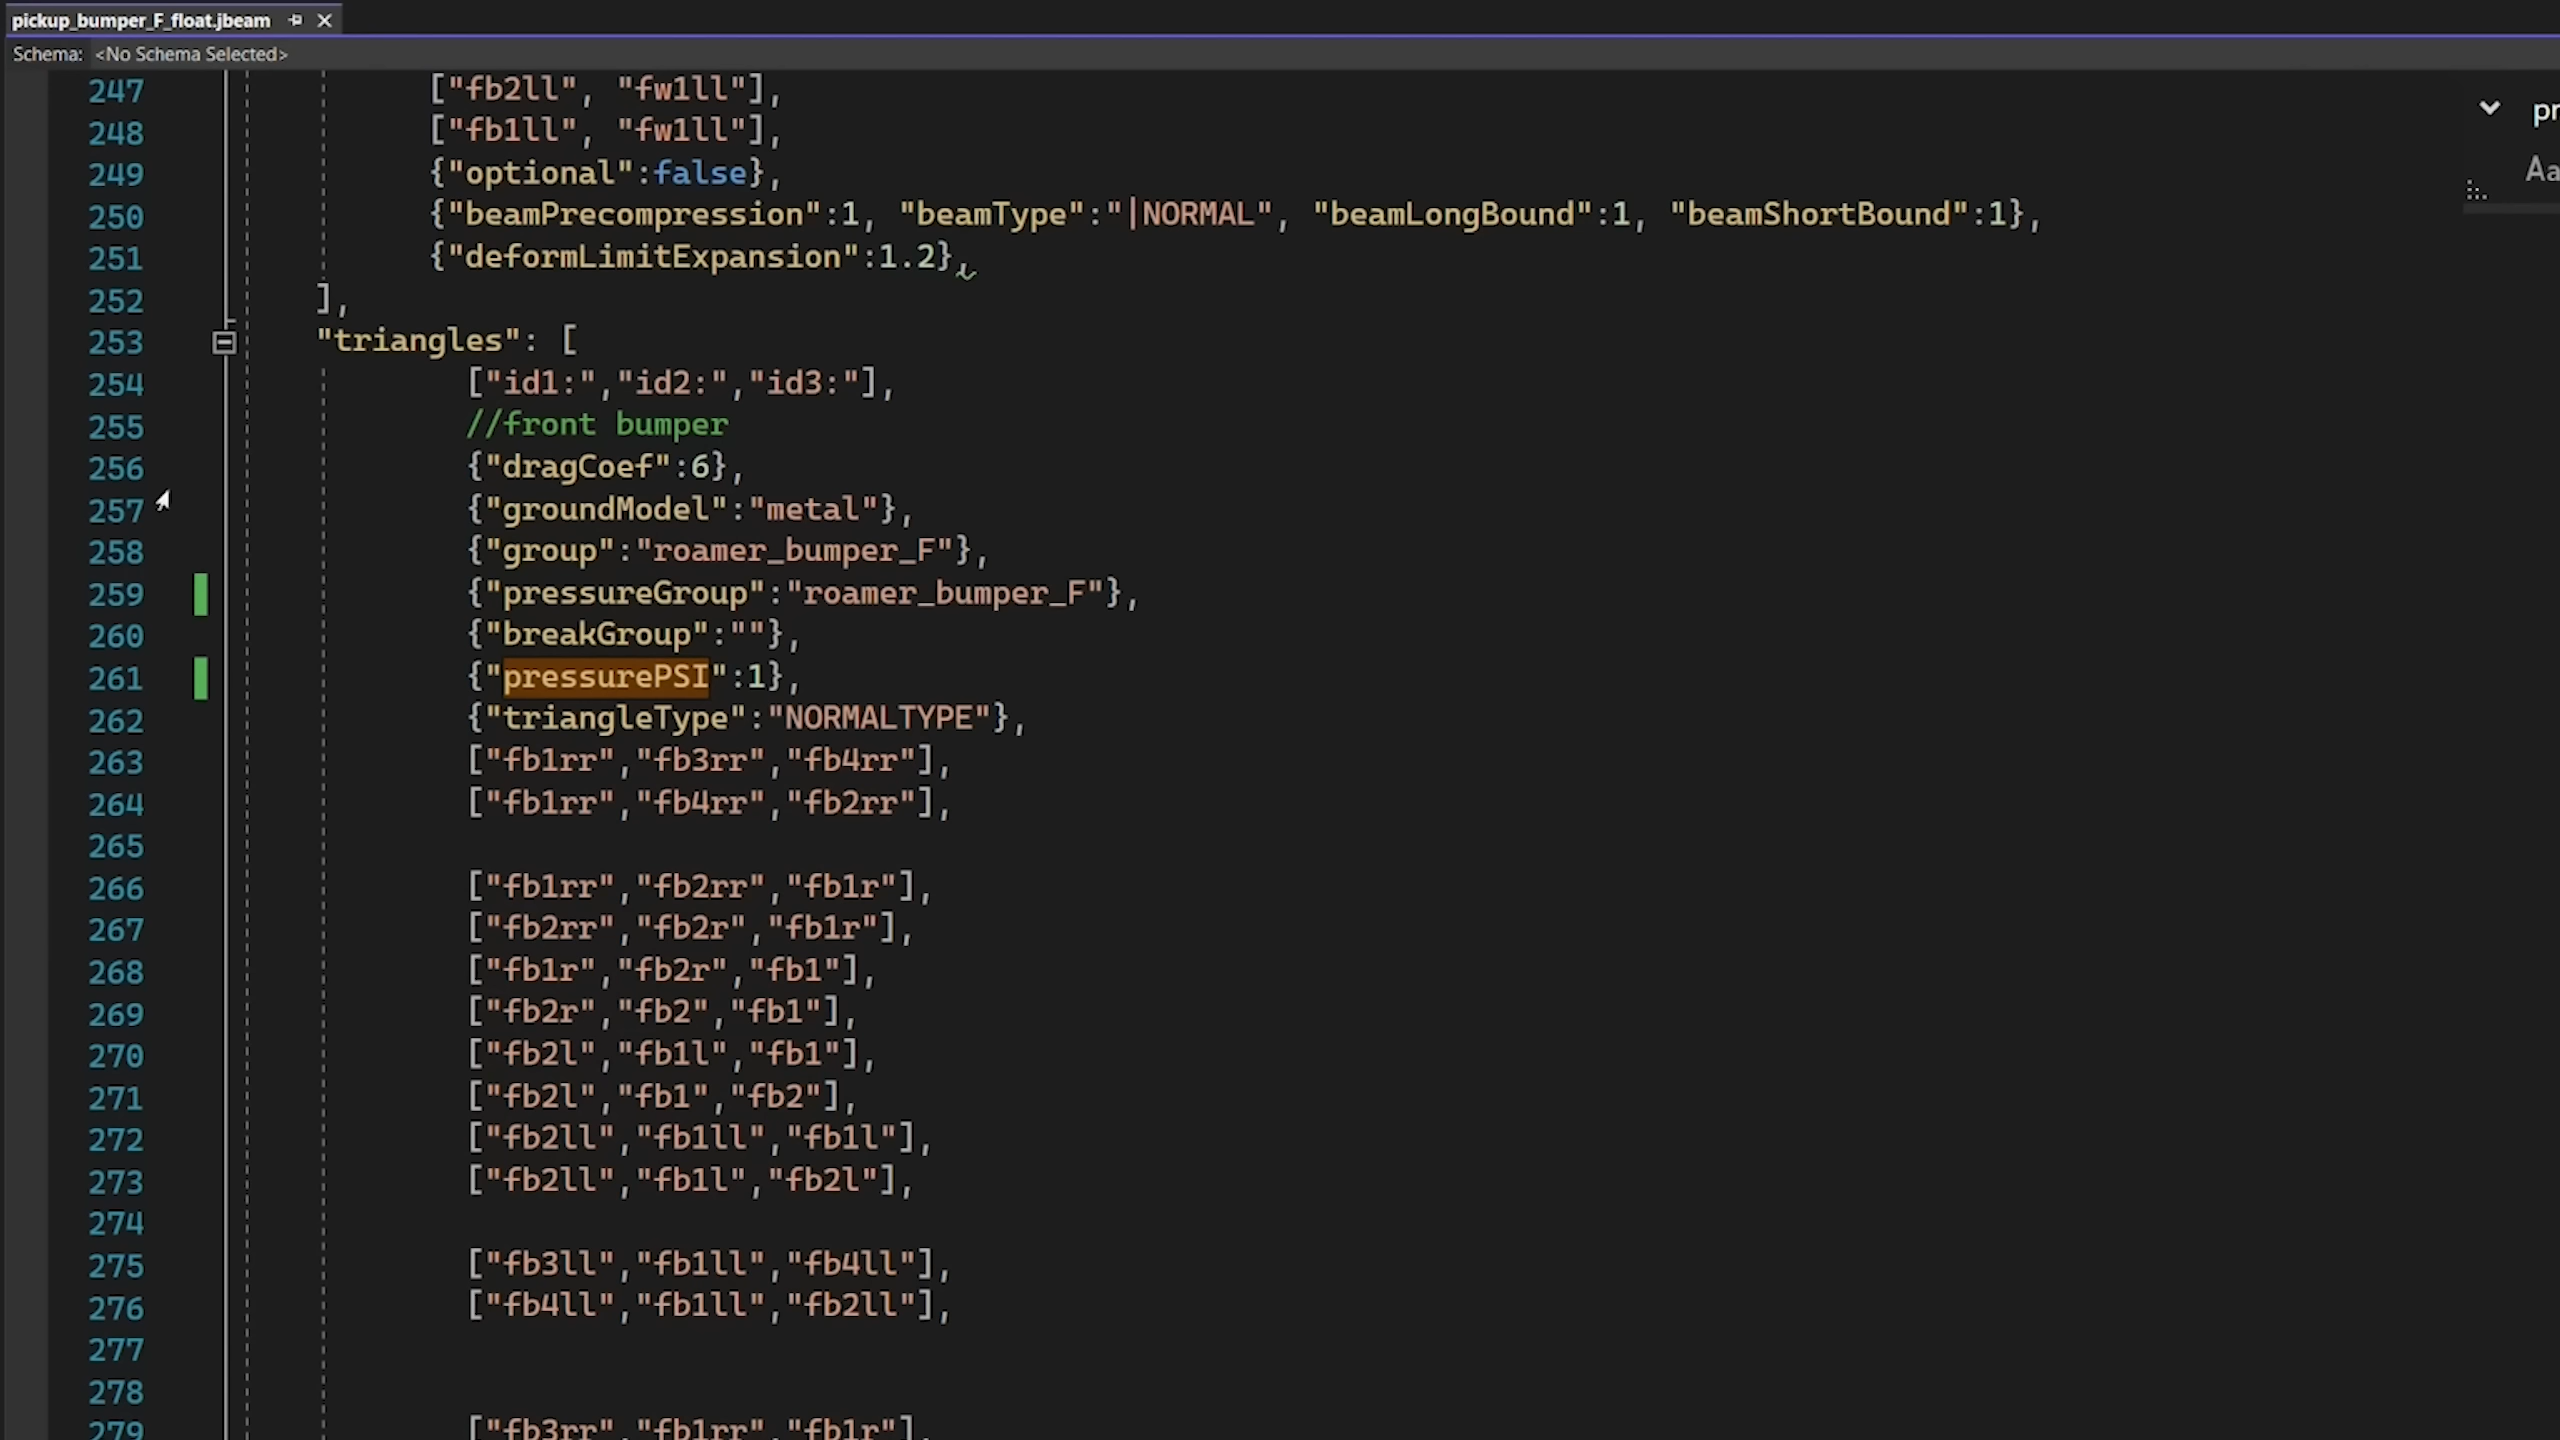 pickup_bumper_F_float.jbeam
Schema: <No Schema Selected>
247 ["fb2ll", "fw1ll"],
248 ["fb1ll", "fw1ll"],
249 {"optional":false},
250 {"beamPrecompression":1, "beamType":"|NORMAL", "beamLongBound":1, "beamShortBound":1},
251 {"deformLimitExpansion":1.2},
252 ],
253 "triangles": [
254 ["id1:","id2:","id3:"],
255 //front bumper
256 {"dragCoef":6},
257 {"groundModel":"metal"},
258 {"group":"roamer_bumper_F"},
259 {"pressureGroup":"roamer_bumper_F"},
260 {"breakGroup":""},
261 {"pressurePSI":1},
262 {"triangleType":"NORMALTYPE"},
263 ["fb1rr","fb3rr","fb4rr"],
264 ["fb1rr","fb4rr","fb2rr"],
265
266 ["fb1rr","fb2rr","fb1r"],
267 ["fb2rr","fb2r","fb1r"],
268 ["fb1r","fb2r","fb1"],
269 ["fb2r","fb2","fb1"],
270 ["fb2l","fb1l","fb1"],
271 ["fb2l","fb1","fb2"],
272 ["fb2ll","fb1ll","fb1l"],
273 ["fb2ll","fb1l","fb2l"],
274
275 ["fb3ll","fb1ll","fb4ll"],
276 ["fb4ll","fb1ll","fb2ll"],
277
278
279 ["fb3rr","fb1rr","fb1r"],
pr
Aa